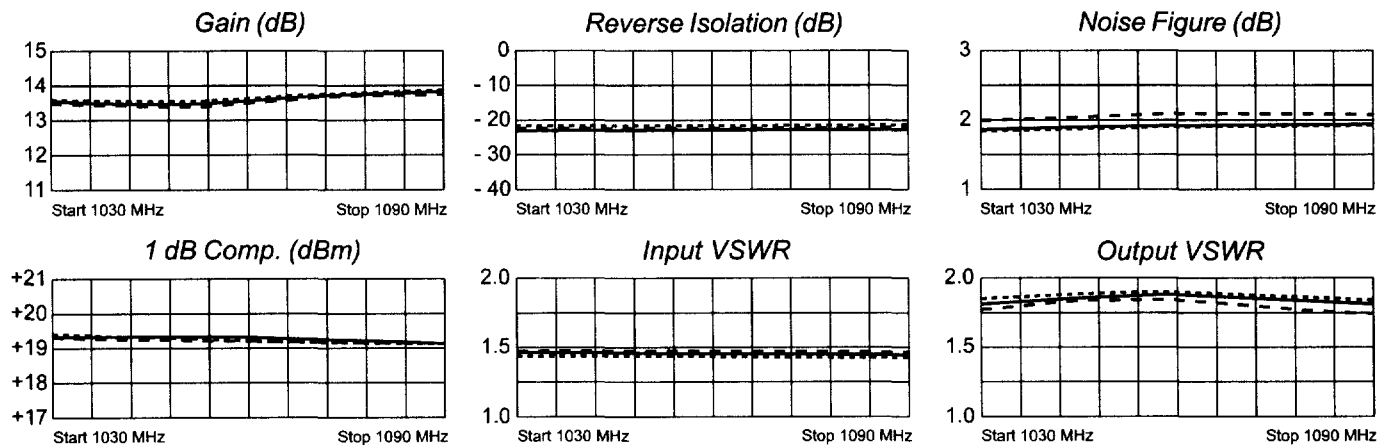 Gain (dB)
15
14
13
12
11
Start 1030 MHz
Stop 1090 MHz
Reverse Isolation (dB)
0
- 10
- 20
- 30
- 40
Start 1030 MHz
Stop 1090 MHz
Noise Figure (dB)
3
2
1
Start 1030 MHz
Stop 1090 MHz
1 dB Comp. (dBm)
+21
+20
+19
+18
+17
Start 1030 MHz
Stop 1090 MHz
Input VSWR
2.0
1.5
1.0
Start 1030 MHz
Stop 1090 MHz
Output VSWR
2.0
1.5
1.0
Start 1030 MHz
Stop 1090 MHz